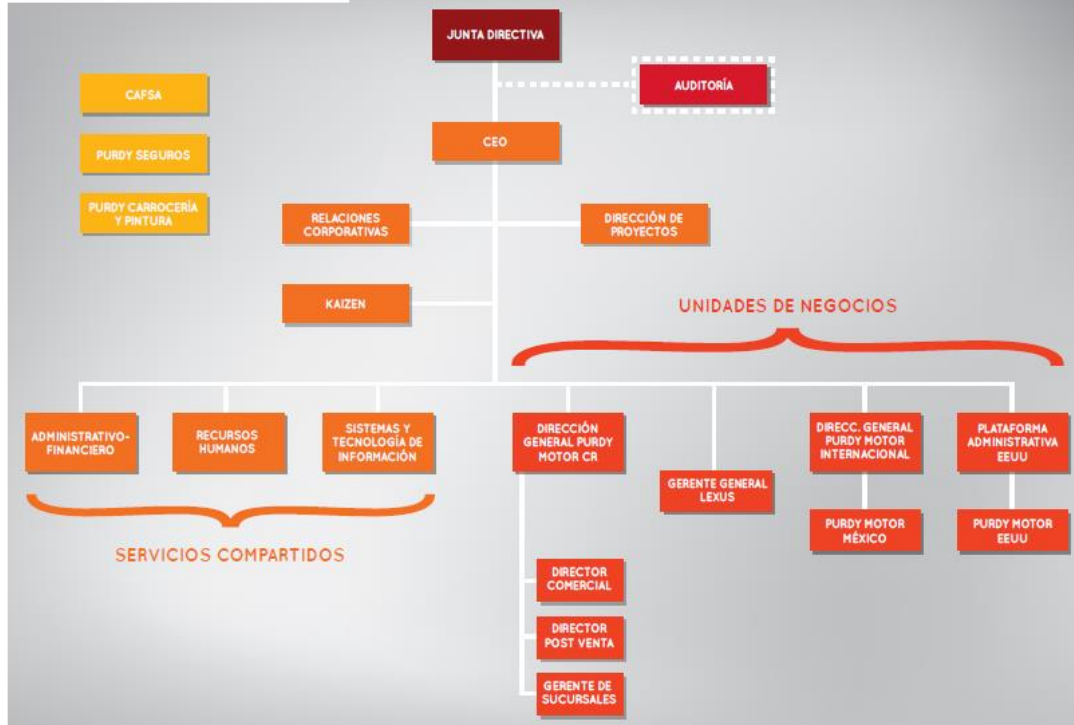 JUNTA DIRECTIVA
AUDITORÍA
CAFSA
CEO
PURDY SEGUROS
PURDY CARROCERÍA
Y PINTURA
RELACIONES
CORPORATIVAS
DIRECCIÓN DE
PROYECTOS
KAIZEN
UNIDADES DE NEGOCIOS
ADMINISTRATIVO-
FINANCIERO
RECURSOS
HUMANOS
SISTEMAS Y
TECNOLOGÍA DE
INFORMACIÓN
DIRECCIÓN
GENERAL PURDY
MOTOR CR
GERENTE GENERAL
LEXUS
DIRECC. GENERAL
PURDY MOTOR
INTERNACIONAL
PLATAFORMA
ADMINISTRATIVA
EEUU
PURDY MOTOR
MÉXICO
PURDY MOTOR
EEUU
SERVICIOS COMPARTIDOS
DIRECTOR
COMERCIAL
DIRECTOR
POST VENTA
GERENTE DE
SUCURSALES